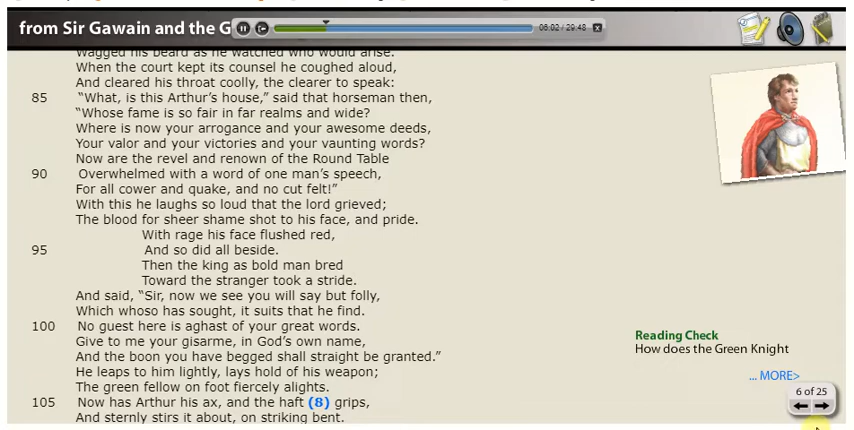 from Sir Gawain and the G
06:02 / 29:48
Wagged his beard as he watched who would arise.
When the court kept its counsel he coughed aloud,
And cleared his throat coolly, the clearer to speak:
85 "What, is this Arthur's house," said that horseman then,
"Whose fame is so fair in far realms and wide?
Where is now your arrogance and your awesome deeds,
Your valor and your victories and your vaunting words?
Now are the revel and renown of the Round Table
90 Overwhelmed with a word of one man's speech,
For all cower and quake, and no cut felt!"
With this he laughs so loud that the lord grieved;
The blood for sheer shame shot to his face, and pride.
With rage his face flushed red,
95 And so did all beside.
Then the king as bold man bred
Toward the stranger took a stride.
And said, "Sir, now we see you will say but folly,
Which whoso has sought, it suits that he find.
100 No guest here is aghast of your great words.
Give to me your gisarme, in God's own name,
And the boon you have begged shall straight be granted."
He leaps to him lightly, lays hold of his weapon;
The green fellow on foot fiercely alights.
105 Now has Arthur his ax, and the haft (8) grips,
And sternly stirs it about, on striking bent.
Reading Check
How does the Green Knight
... MORE>
6 of 25